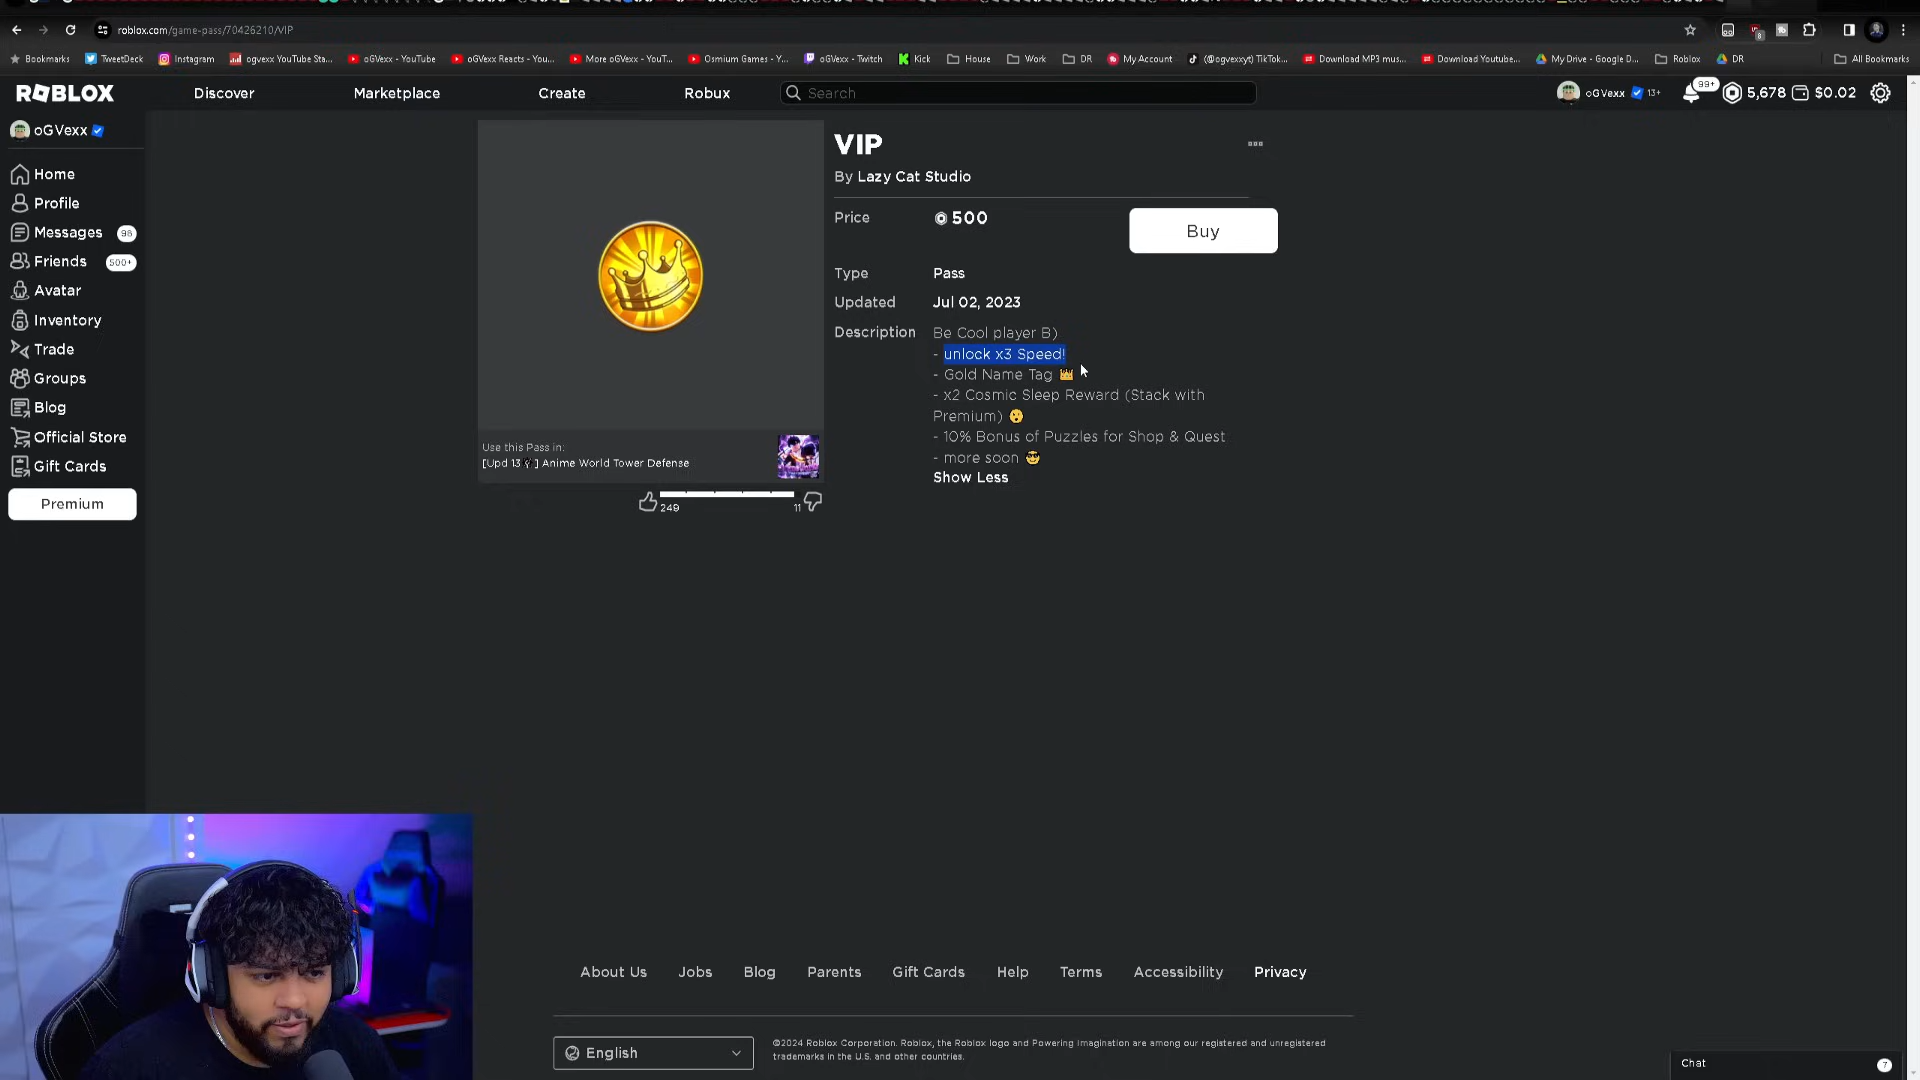 roblox.com/game-pass/70426210/VIP
Bookmarks TweetDeck Instagram ogvexx YouTube Sta... oGVexx - YouTube oGVexx Reacts - You... More oGVexx - YouT... Osmium Games - Y... oGVexx - Twitch Kick House Work DR My Account (@ogvexxyt) TikTok... Download MP3 mus... Download Youtube... My Drive - Google D... Roblox DR All Bookmarks
ROBLOX Discover Marketplace Create Robux Search oGVexx 13+ 99+ 5,678 $0.02
oGVexx
Home
Profile
Messages 98
Friends 500+
Avatar
Inventory
Trade
Groups
Blog
Official Store
Gift Cards
Premium
VIP
By Lazy Cat Studio
Price 500 Buy
Type Pass
Updated Jul 02, 2023
Description Be Cool player B)
- unlock x3 Speed!
- Gold Name Tag 👑
- x2 Cosmic Sleep Reward (Stack with
Premium) 😮
- 10% Bonus of Puzzles for Shop & Quest
- more soon 😎
Show Less
Use this Pass in:
[Upd 13 ] Anime World Tower Defense
249 11
About Us Jobs Blog Parents Gift Cards Help Terms Accessibility Privacy
English
©2024 Roblox Corporation. Roblox, the Roblox logo and Powering Imagination are among our registered and unregistered
trademarks in the U.S. and other countries.
Chat 7